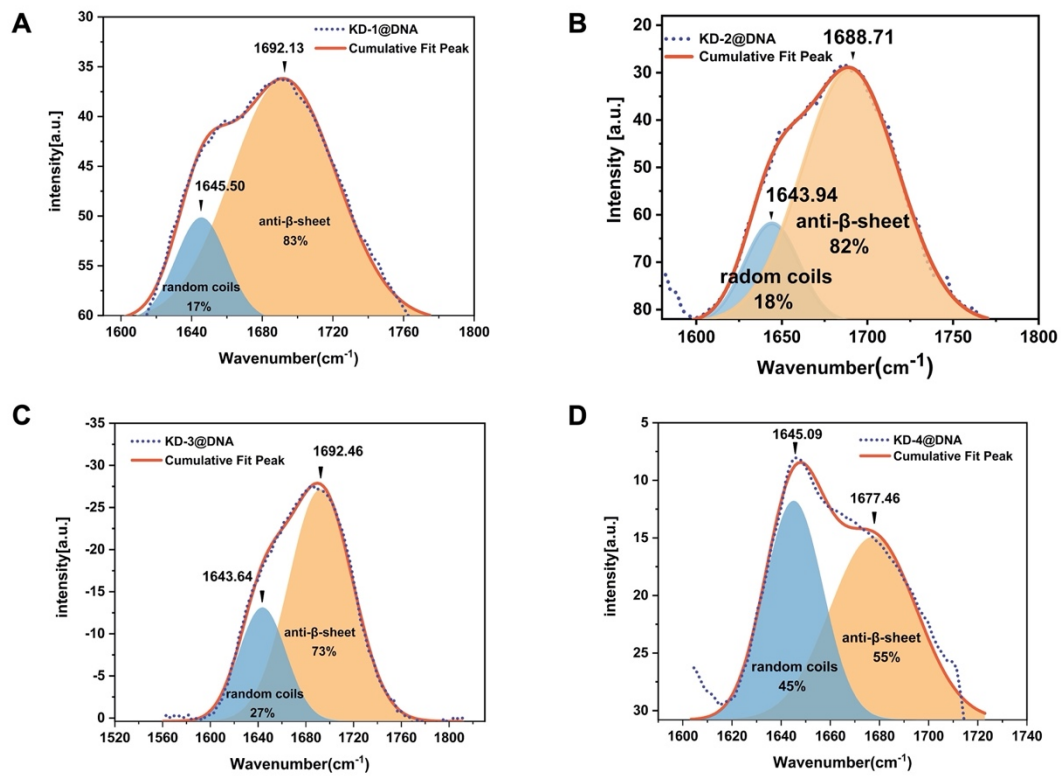 A
KD-1@DNA
Cumulative Fit Peak
1692.13
1645.50
anti-β-sheet
83%
random coils
17%
30
35
40
45
50
55
60
intensity[a.u.]
1600
1640
1680
1720
1760
1800
Wavenumber(cm-1)
B
KD-2@DNA
Cumulative Fit Peak
1688.71
1643.94
anti-β-sheet
82%
radom coils
18%
20
30
40
50
60
70
80
Intensity [a.u.]
1600
1650
1700
1750
1800
Wavenumber(cm-1)
C
KD-3@DNA
Cumulative Fit Peak
1692.46
1643.64
anti-β-sheet
73%
random coils
27%
-35
-30
-25
-20
-15
-10
-5
0
intensity[a.u.]
1520
1560
1600
1640
1680
1720
1760
1800
Wavenumber(cm-1)
D
KD-4@DNA
Cumulative Fit Peak
1645.09
1677.46
anti-β-sheet
55%
random coils
45%
5
10
15
20
25
30
intensity[a.u.]
1600
1620
1640
1660
1680
1700
1720
1740
Wavenumber(cm-1)